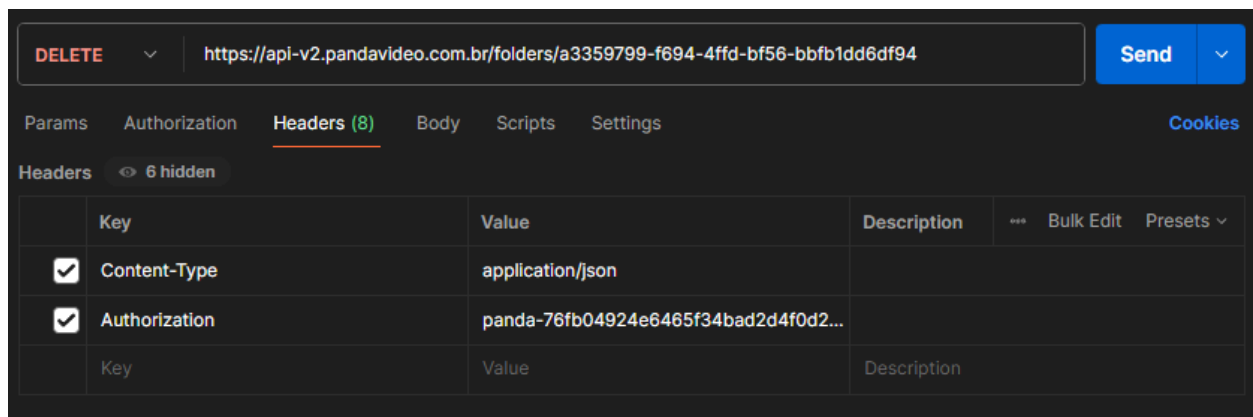 DELETE https://api-v2.pandavideo.com.br/folders/a3359799-f694-4ffd-bf56-bbfb1dd6df94 Send
Params Authorization Headers (8) Body Scripts Settings Cookies
Headers 6 hidden
Key Value Description ••• Bulk Edit Presets
Content-Type application/json
Authorization panda-76fb04924e6465f34bad2d4f0d2...
Key Value Description